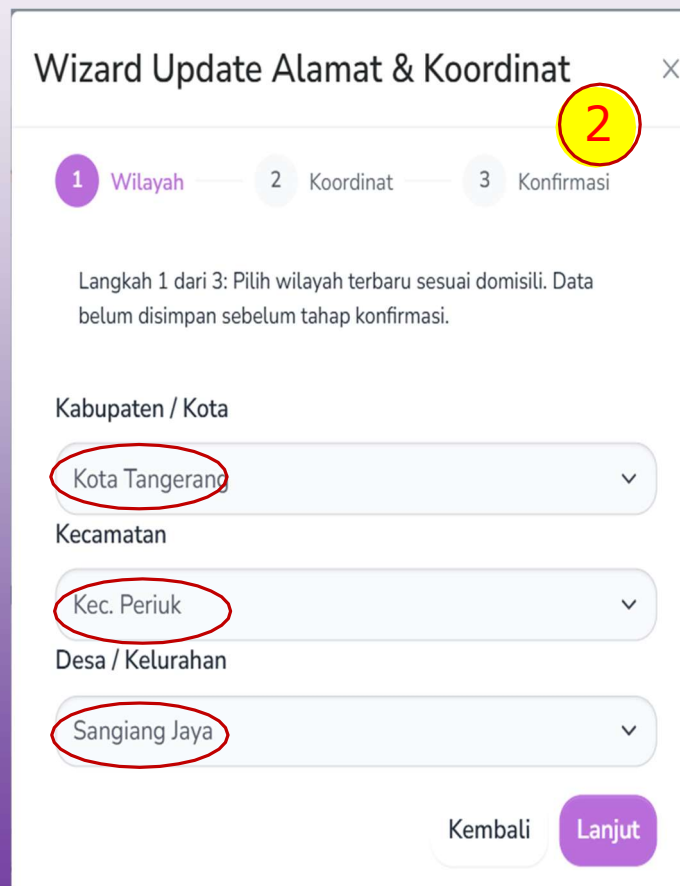 Wizard Update Alamat & Koordinat
X
2
1 Wilayah
2 Koordinat
3 Konfirmasi
Langkah 1 dari 3: Pilih wilayah terbaru sesuai domisili. Data
belum disimpan sebelum tahap konfirmasi.
Kabupaten / Kota
Kota Tangerang
Kecamatan
Kec. Periuk
Desa / Kelurahan
Sangiang Jaya
Kembali
Lanjut